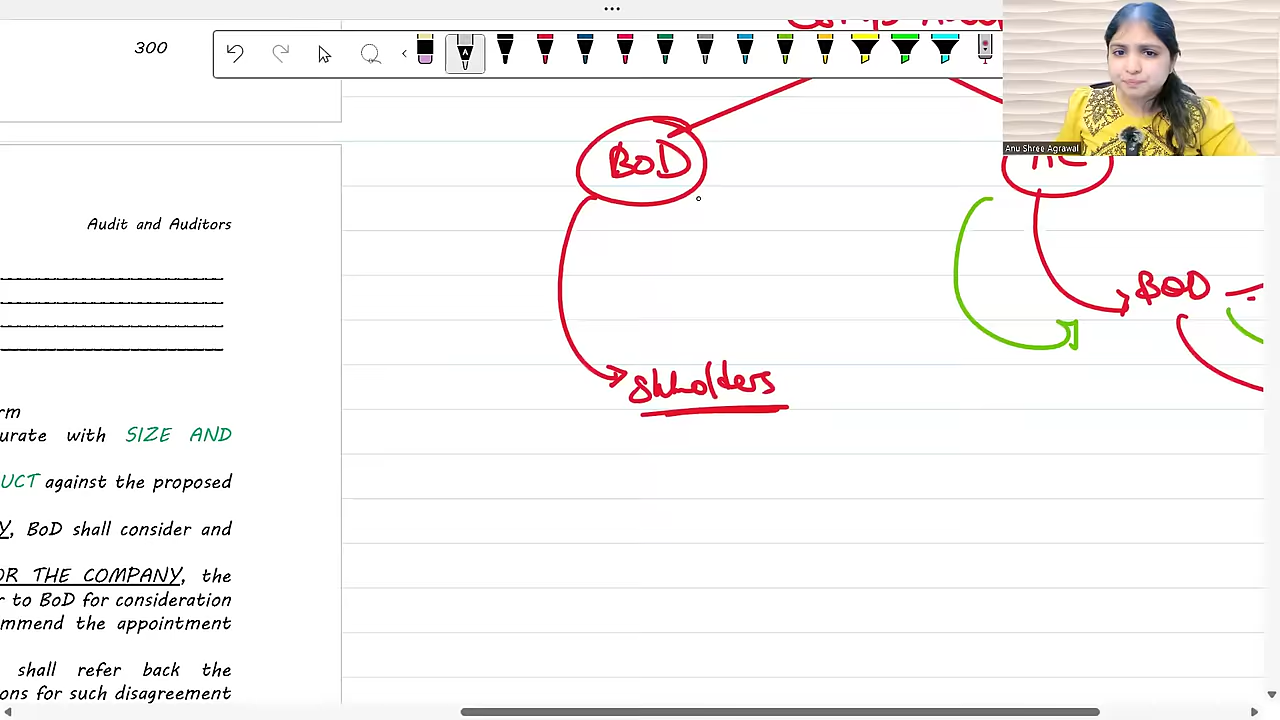 300
Audit and Auditors
rm
urate with SIZE AND
UCT against the proposed
Y, BoD shall consider and
OR THE COMPANY, the
r to BoD for consideration
mmend the appointment
shall refer back the
ons for such disagreement
BoD
BOD
shholders
Anu Shree Agrawal